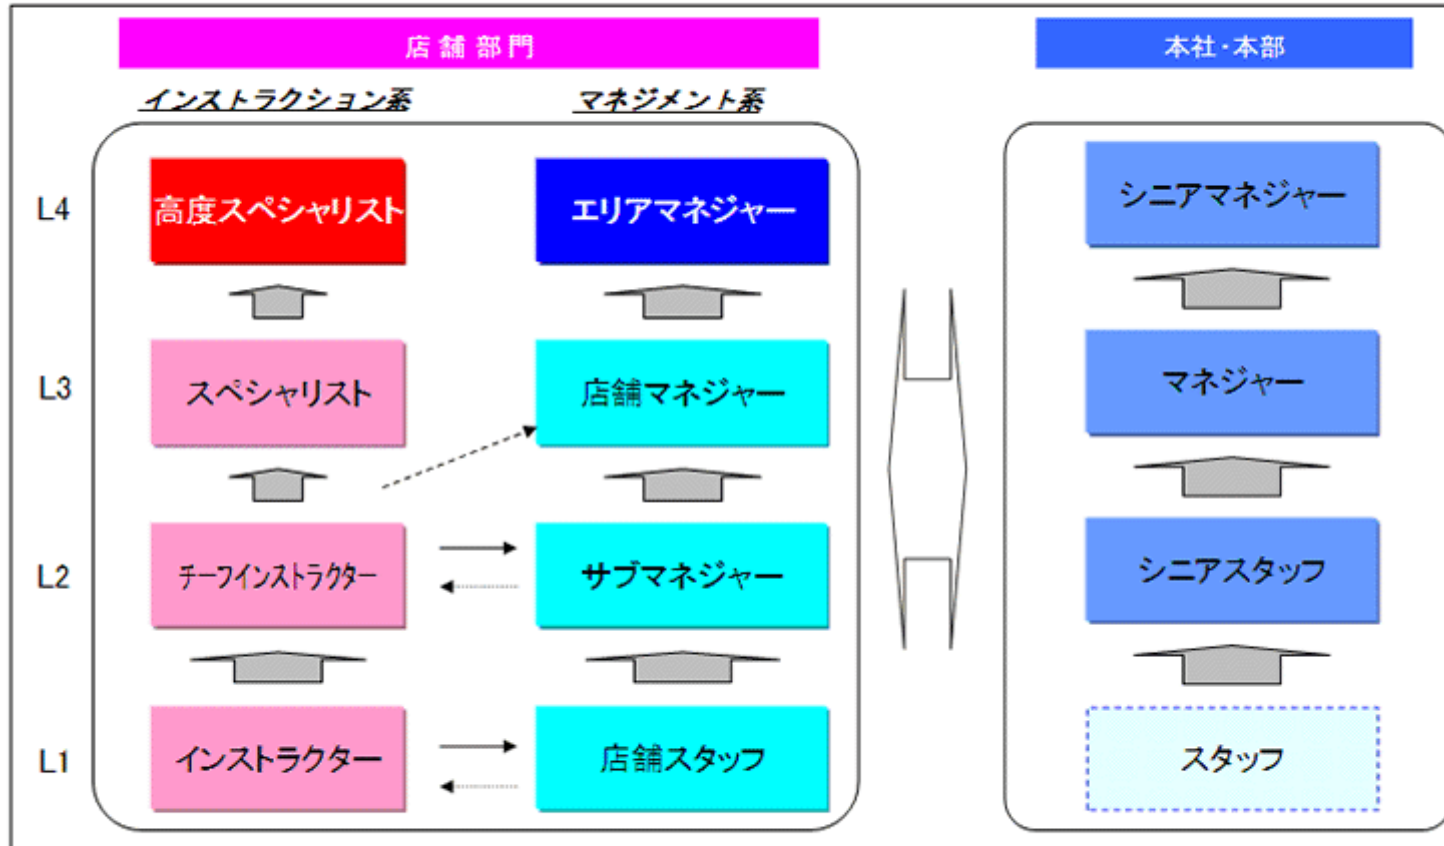 店舗部門
本社・本部
インストラクション系
マネジメント系
L4
高度スペシャリスト
エリアマネジャー
シニアマネジャー
L3
スペシャリスト
店舗マネジャー
マネジャー
L2
チーフインストラクター
サブマネジャー
シニアスタッフ
L1
インストラクター
店舗スタッフ
スタッフ